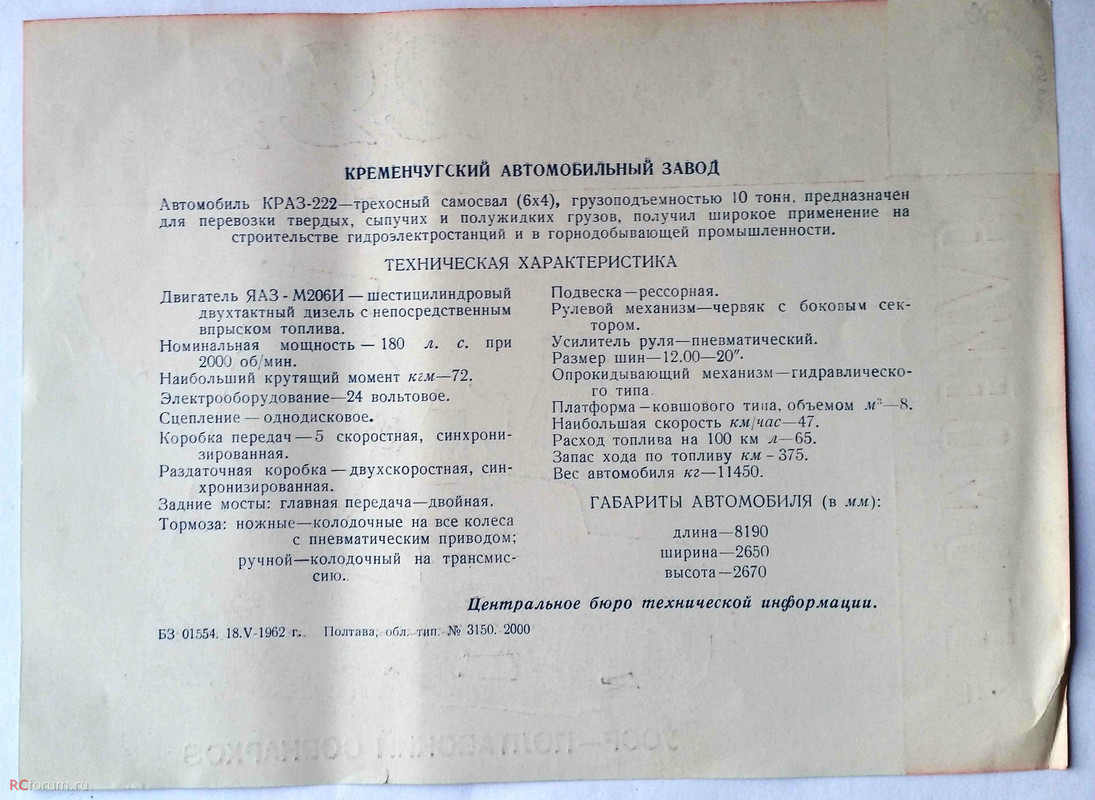 КРЕМЕНЧУГСКИЙ АВТОМОБИЛЬНЫЙ ЗАВОД
Автомобиль КРАЗ-222—трехосный самосвал (6х4), грузоподъемностью 10 тонн, предназначен
для перевозки твердых, сыпучих и полужидких грузов, получил широкое применение на
строительстве гидроэлектростанций и в горнодобывающей промышленности.
ТЕХНИЧЕСКАЯ ХАРАКТЕРИСТИКА
Двигатель ЯАЗ - М206И — шестицилиндровый
двухтактный дизель с непосредственным
впрыском топлива.
Номинальная мощность — 180 л. с. при
2000 об/мин.
Наибольший крутящий момент кгм—72.
Электрооборудование—24 вольтовое.
Сцепление — однодисковое.
Коробка передач — 5 скоростная, синхрони-
зированная.
Раздаточная коробка — двухскоростная, син-
хронизированная.
Задние мосты: главная передача—двойная.
Тормоза: ножные—колодочные на все колеса
с пневматическим приводом;
ручной—колодочный на трансмис-
сию.
Подвеска—рессорная.
Рулевой механизм—червяк с боковым сек-
тором.
Усилитель руля—пневматический.
Размер шин—12.00—20".
Опрокидывающий механизм—гидравлическо-
го типа.
Платформа—ковшового типа, объемом м³—8.
Наибольшая скорость км/час—47.
Расход топлива на 100 км л—65.
Запас хода по топливу км - 375.
Вес автомобиля кг—11450.
ГАБАРИТЫ АВТОМОБИЛЯ (в мм):
длина—8190
ширина—2650
высота—2670
Центральное бюро технической информации.
БЗ 01554. 18.V-1962 г. Полтава, обл. тип. № 3150. 2000
УССР—ПОЛТАВСКИЙ СОВНАРХОЗ
RCforum.ru